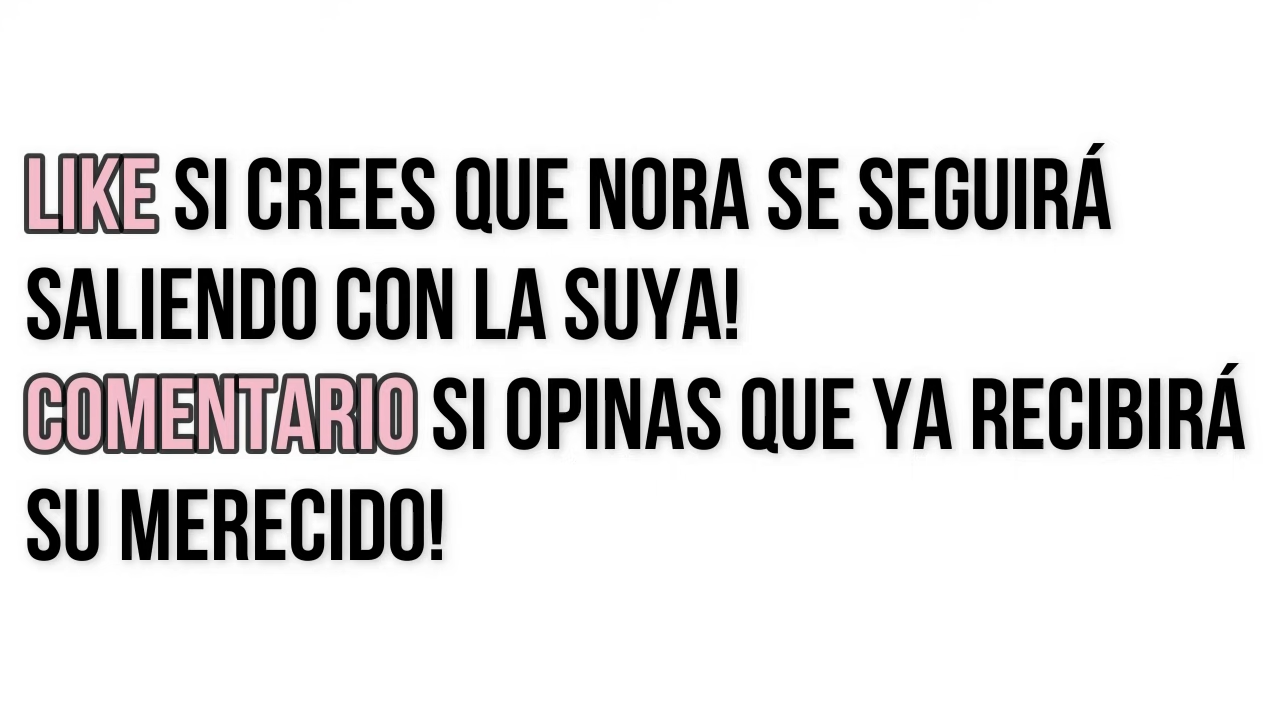 LIKE SI CREES QUE NORA SE SEGUIRÁ
SALIENDO CON LA SUYA!
COMENTARIO SI OPINAS QUE YA RECIBIRÁ
SU MERECIDO!